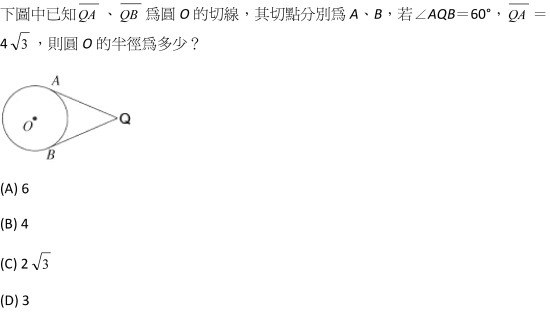 下圖中已知 $\overline{QA}$ 、 $\overline{QB}$ 爲圓 O 的切線，其切點分別爲 A、B，若∠AQB＝60°， $\overline{QA}$ ＝
4$\sqrt{3}$ ，則圓 O 的半徑爲多少？
A
O
Q
B
(A) 6
(B) 4
(C) 2$\sqrt{3}$
(D) 3